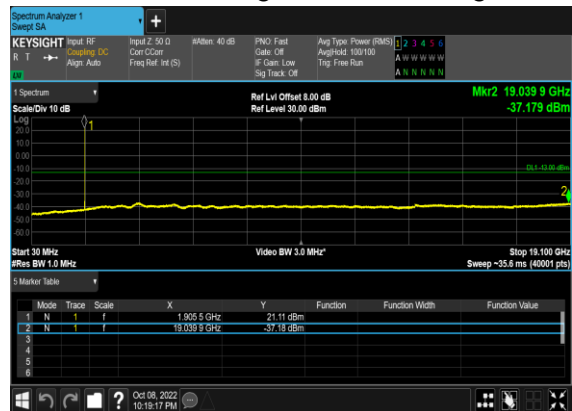 Spectrum Analyzer 1
Swept SA
+
KEYSIGHT Input: RF Input Z: 50 Ω #Atten: 40 dB PNO: Fast Avg Type: Power (RMS) 1 2 3 4 5 6
R T Coupling: DC Corr CCorr Gate: Off Avg|Hold: 100/100 A W W W W W
Align: Auto Freq Ref: Int (S) IF Gain: Low Trig: Free Run
LW Sig Track: Off A N N N N N
1 Spectrum Ref Lvl Offset 8.00 dB Mkr2 19.039 9 GHz
Scale/Div 10 dB Ref Level 30.00 dBm -37.179 dBm
Log
1
20.0
10.0
0.00
-10.0
DL1 -13.00 dBm
-20.0
2
-30.0
-40.0
-50.0
-60.0
Start 30 MHz Video BW 3.0 MHz* Stop 19.100 GHz
#Res BW 1.0 MHz Sweep ~35.6 ms (40001 pts)
5 Marker Table
Mode Trace Scale X Y Function Function Width Function Value
1 N 1 f 1.905 5 GHz 21.11 dBm
2 N 1 f 19.039 9 GHz -37.18 dBm
3
4
5
6
? Oct 08, 2022
10:19:17 PM